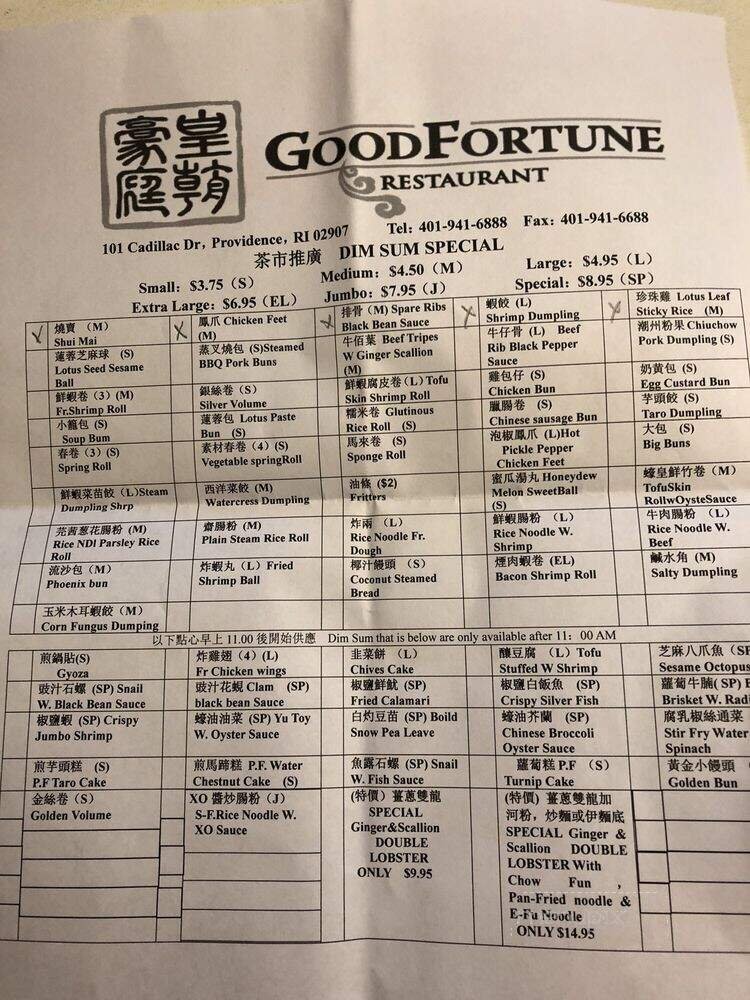 皇朝
豪庭
GOODFORTUNE
RESTAURANT
101 Cadillac Dr, Providence, RI 02907
Tel: 401-941-6888 Fax: 401-941-6688
茶市推廣 DIM SUM SPECIAL
Small: $3.75 (S)
Medium: $4.50 (M)
Large: $4.95 (L)
Extra Large: $6.95 (EL)
Jumbo: $7.95 (J)
Special: $8.95 (SP)
燒賣 (M)
Shui Mai
鳳爪 Chicken Feet
(M)
排骨 (M) Spare Ribs
Black Bean Sauce
蝦餃 (L)
Shrimp Dumpling
珍珠雞 Lotus Leaf
Sticky Rice (M)
蓮蓉芝麻球 (S)
Lotus Seed Sesame
Ball
蒸叉燒包 (S)Steamed
BBQ Pork Buns
牛佰葉 Beef Tripes
W Ginger Scallion
(M)
牛仔骨 (L) Beef
Rib Black Pepper
Sauce
潮州粉果 Chiuchow
Pork Dumpling (S)
鮮蝦卷 (3) (M)
Fr.Shrimp Roll
銀絲卷 (S)
Silver Volume
鮮蝦腐皮卷(L) Tofu
Skin Shrimp Roll
雞包仔 (S)
Chicken Bun
奶黄包 (S)
Egg Custard Bun
小籠包 (S)
Soup Bum
蓮蓉包 Lotus Paste
Bun (S)
糯米卷 Glutinous
Rice Roll (S)
臘腸卷 (S)
Chinese sausage Bun
芋頭餃 (S)
Taro Dumpling
春卷 (3) (S)
Spring Roll
素材春卷 (4) (S)
Vegetable springRoll
馬來卷 (S)
Sponge Roll
泡椒鳳爪 (L)Hot
Pickle Pepper
Chicken Feet
大包 (S)
Big Buns
鮮蝦菜苗餃 (L)Steam
Dumpling Shrp
西洋菜餃 (M)
Watercress Dumpling
油條 ($2)
Fritters
蜜瓜湯丸 Honeydew
Melon SweetBall
(S)
蠔皇鮮竹卷 (M)
TofuSkin
RollwOysteSauce
芫茜葱花腸粉 (M)
Rice NDl Parsley Rice
Roll
齋腸粉 (M)
Plain Steam Rice Roll
炸兩 (L)
Rice Noodle Fr.
Dough
鮮蝦腸粉 (L)
Rice Noodle W.
Shrimp
牛肉腸粉 (L)
Rice Noodle W.
Beef
流沙包 (M)
Phoenix bun
炸蝦丸 (L) Fried
Shrimp Ball
椰汁饅頭 (S)
Coconut Steamed
Bread
煙肉蝦卷 (EL)
Bacon Shrimp Roll
鹹水角 (M)
Salty Dumpling
玉米木耳蝦餃 (M)
Corn Fungus Dumping
以下點心早上 11.00 後開始供應 Dim Sum that is below are only available after 11: 00 AM
煎鍋貼(S)
Gyoza
炸雞翅 (4) (L)
Fr Chicken wings
韭菜餅 (L)
Chives Cake
釀豆腐 (L) Tofu
Stuffed W Shrimp
芝麻八爪魚 (SP
Sesame Octopus
豉汁石螺 (SP) Snail
W. Black Bean Sauce
豉汁花蜆 Clam (SP)
black bean Sauce
椒鹽鮮魷 (SP)
Fried Calamari
椒鹽白飯魚 (SP)
Crispy Silver Fish
蘿蔔牛腩( SP) B
Brisket W. Radi
椒鹽蝦 (SP) Crispy
Jumbo Shrimp
蠔油油菜 (SP) Yu Toy
W. Oyster Sauce
白灼豆苗 (SP) Boild
Snow Pea Leave
蠔油芥蘭 (SP)
Chinese Broccoli
Oyster Sauce
腐乳椒絲通菜
Stir Fry Water
Spinach
煎芋頭糕 (S)
P.F Taro Cake
煎馬蹄糕 P.F. Water
Chestnut Cake (S)
魚露石螺 (SP) Snail
W. Fish Sauce
蘿蔔糕 P.F (S)
Turnip Cake
黃金小饅頭 (
Golden Bun
金絲卷 (S)
Golden Volume
XO 醬炒腸粉 (J)
S-F.Rice Noodle W.
XO Sauce
(特價) 薑蔥雙龍
SPECIAL
Ginger&Scallion
DOUBLE
LOBSTER
ONLY $9.95
(特價) 薑蔥雙龍加
河粉，炒麵或伊麵底
SPECIAL Ginger &
Scallion DOUBLE
LOBSTER With
Chow Fun ,
Pan-Fried noodle &
E-Fu Noodle
ONLY $14.95